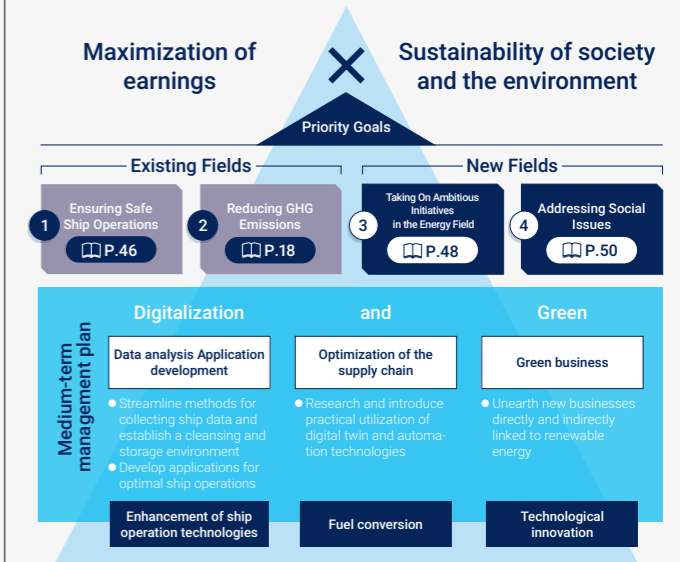 Maximization of
earnings
×
Sustainability of society
and the environment
Priority Goals
Existing Fields
New Fields
1
Ensuring Safe
Ship Operations
P.46
2
Reducing GHG
Emissions
P.18
3
Taking On Ambitious
Initiatives
in the Energy Field
P.48
4
Addressing Social
Issues
P.50
Medium-term
management plan
Digitalization
and
Green
Data analysis Application
development
● Streamline methods for
collecting ship data and
establish a cleansing and
storage environment
● Develop applications for
optimal ship operations
Enhancement of ship
operation technologies
Optimization of the
supply chain
● Research and introduce
practical utilization of
digital twin and automa-
tion technologies
Fuel conversion
Green business
● Unearth new businesses
directly and indirectly
linked to renewable
energy
Technological
innovation